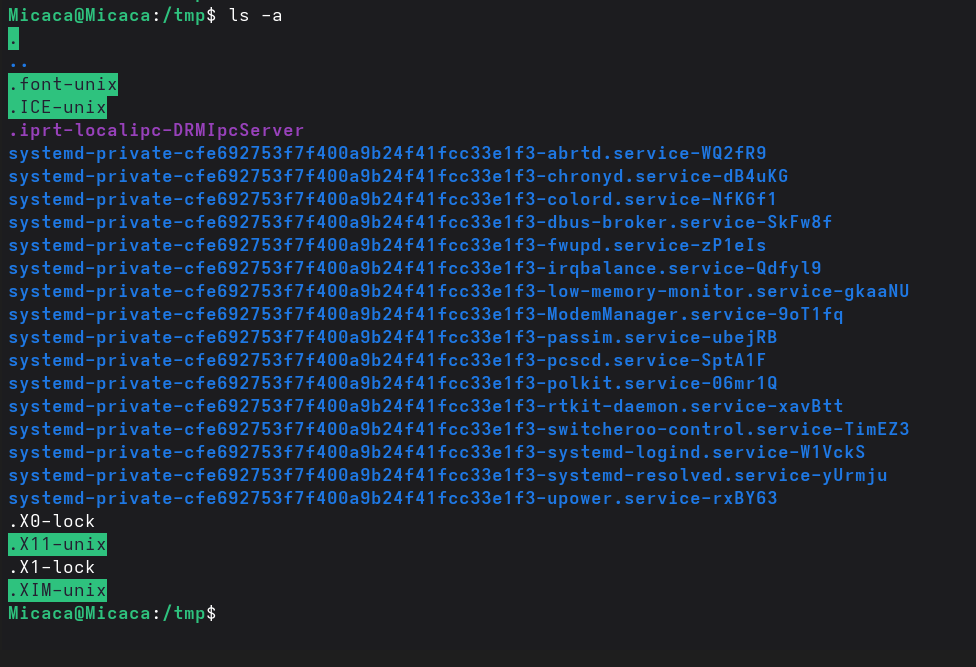 Micaca@Micaca:/tmp$ ls -a
.
..
.font-unix
.ICE-unix
.iprt-localipc-DRMIpcServer
systemd-private-cfe692753f7f400a9b24f41fcc33e1f3-abrtd.service-WQ2fR9
systemd-private-cfe692753f7f400a9b24f41fcc33e1f3-chronyd.service-dB4uKG
systemd-private-cfe692753f7f400a9b24f41fcc33e1f3-colord.service-NfK6f1
systemd-private-cfe692753f7f400a9b24f41fcc33e1f3-dbus-broker.service-SkFw8f
systemd-private-cfe692753f7f400a9b24f41fcc33e1f3-fwupd.service-zP1eIs
systemd-private-cfe692753f7f400a9b24f41fcc33e1f3-irqbalance.service-Qdfyl9
systemd-private-cfe692753f7f400a9b24f41fcc33e1f3-low-memory-monitor.service-gkaaNU
systemd-private-cfe692753f7f400a9b24f41fcc33e1f3-ModemManager.service-9oT1fq
systemd-private-cfe692753f7f400a9b24f41fcc33e1f3-passim.service-ubejRB
systemd-private-cfe692753f7f400a9b24f41fcc33e1f3-pcscd.service-SptA1F
systemd-private-cfe692753f7f400a9b24f41fcc33e1f3-polkit.service-O6mr1Q
systemd-private-cfe692753f7f400a9b24f41fcc33e1f3-rtkit-daemon.service-xavBtt
systemd-private-cfe692753f7f400a9b24f41fcc33e1f3-switcheroo-control.service-TimEZ3
systemd-private-cfe692753f7f400a9b24f41fcc33e1f3-systemd-logind.service-W1VckS
systemd-private-cfe692753f7f400a9b24f41fcc33e1f3-systemd-resolved.service-yUrmju
systemd-private-cfe692753f7f400a9b24f41fcc33e1f3-upower.service-rxBY63
.X0-lock
.X11-unix
.X1-lock
.XIM-unix
Micaca@Micaca:/tmp$